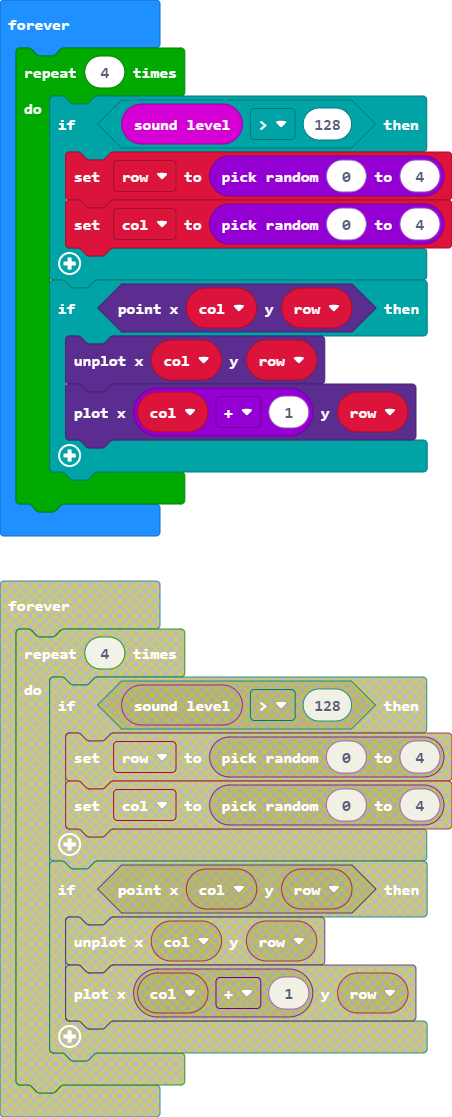 forever
repeat 4 times
do if sound level > 128 then
set row to pick random 0 to 4
set col to pick random 0 to 4
if point x col y row then
unplot x col y row
plot x col + 1 y row
forever
repeat 4 times
do if sound level > 128 then
set row to pick random 0 to 4
set col to pick random 0 to 4
if point x col y row then
unplot x col y row
plot x col + 1 y row